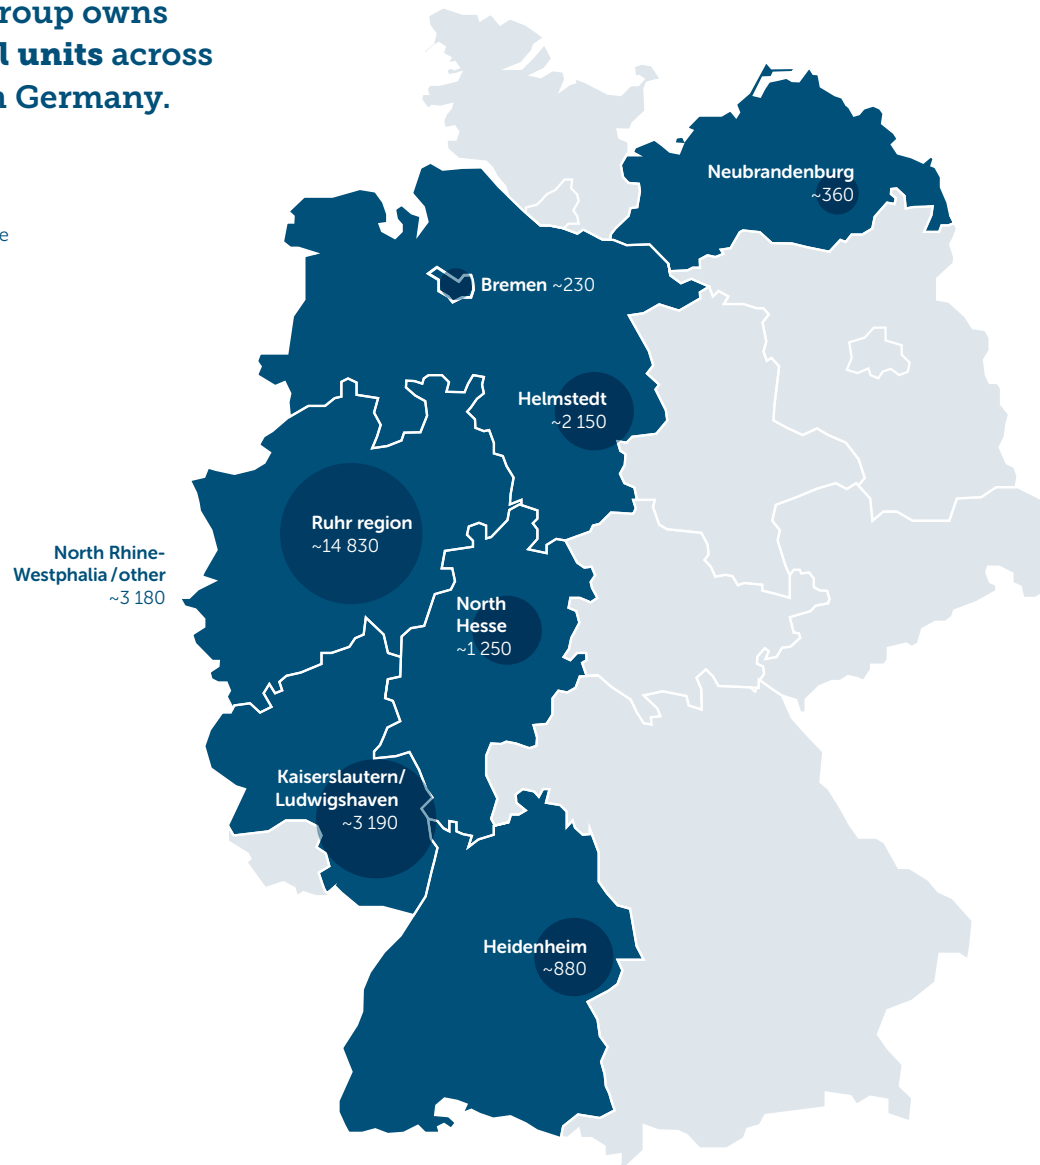 roup owns
l units across
n Germany.
e
Neubrandenburg
~360
Bremen ~230
Helmstedt
~2 150
Ruhr region
~14 830
North Rhine-
Westphalia /other
~3 180
North
Hesse
~1 250
Kaiserslautern/
Ludwigshaven
~3 190
Heidenheim
~880